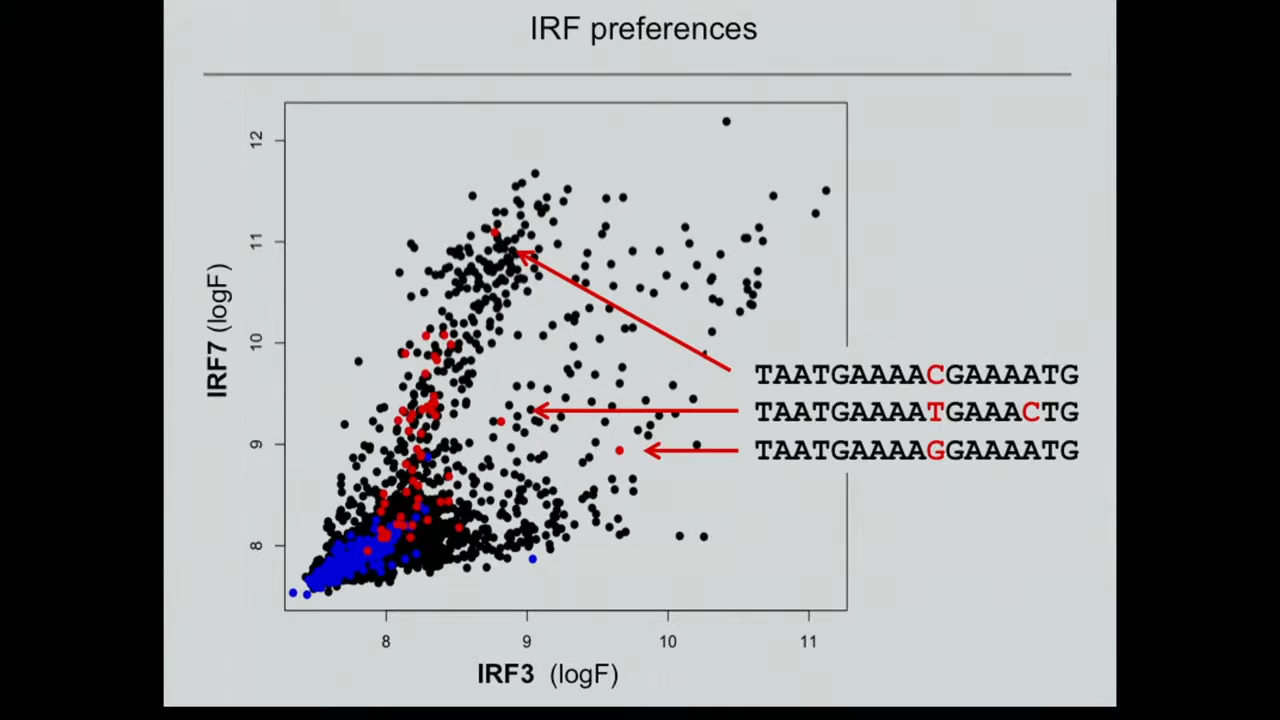 IRF preferences
12
11
10
9
8
IRF7 (logF)
TAATGAAAACGAAAATG
TAATGAAAATGAAACTG
TAATGAAAAGGAAAATG
8
9
10
11
IRF3 (logF)